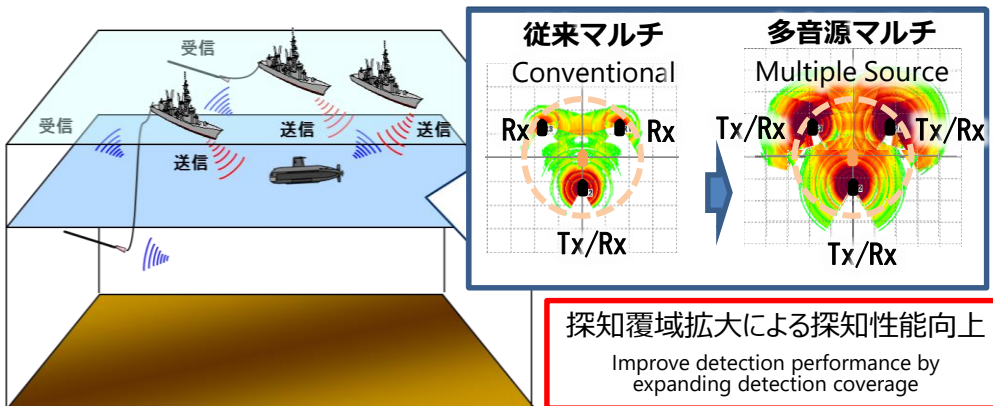 受信
受信
送信
送信
送信
従来マルチ
Conventional
Rx
Rx
Tx/Rx
多音源マルチ
Multiple Source
Tx/Rx
Tx/Rx
Tx/Rx
探知覆域拡大による探知性能向上
Improve detection performance by
expanding detection coverage